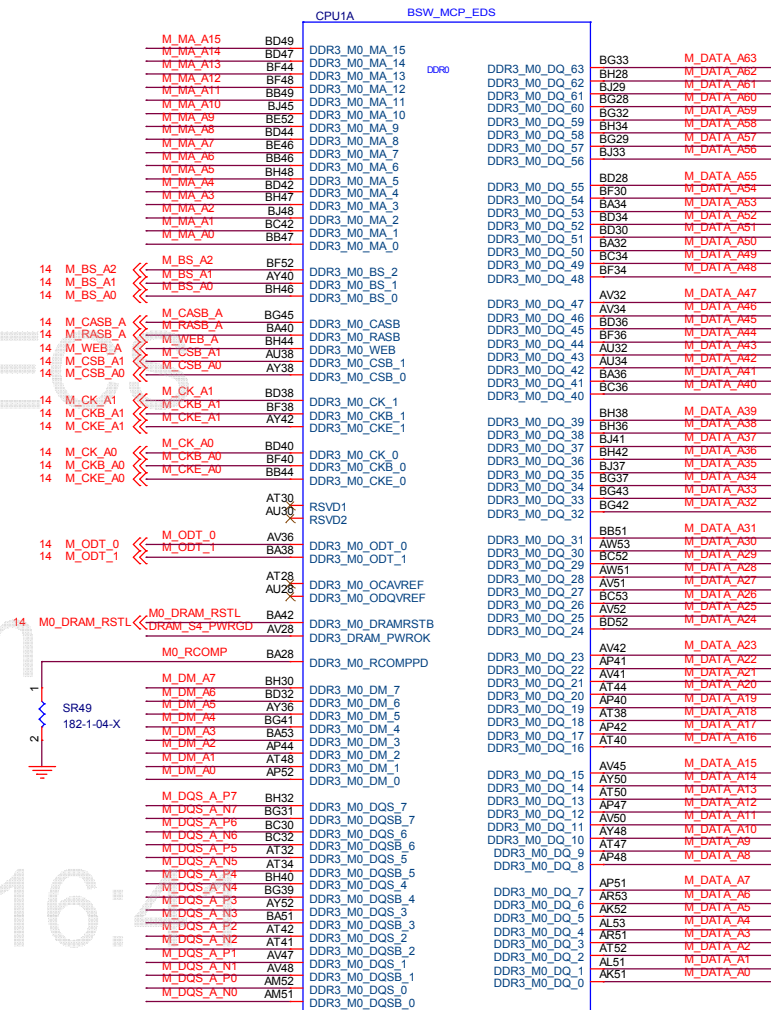 CPU1A BSW_MCP_EDS
DDR0
M_MA_A15 BD49 DDR3_M0_MA_15
M_MA_A14 BD47 DDR3_M0_MA_14
M_MA_A13 BF44 DDR3_M0_MA_13
M_MA_A12 BF48 DDR3_M0_MA_12
M_MA_A11 BB49 DDR3_M0_MA_11
M_MA_A10 BJ45 DDR3_M0_MA_10
M_MA_A9 BE52 DDR3_M0_MA_9
M_MA_A8 BD44 DDR3_M0_MA_8
M_MA_A7 BE46 DDR3_M0_MA_7
M_MA_A6 BB46 DDR3_M0_MA_6
M_MA_A5 BH48 DDR3_M0_MA_5
M_MA_A4 BD42 DDR3_M0_MA_4
M_MA_A3 BH47 DDR3_M0_MA_3
M_MA_A2 BJ48 DDR3_M0_MA_2
M_MA_A1 BC42 DDR3_M0_MA_1
M_MA_A0 BB47 DDR3_M0_MA_0
14 M_BS_A2 M_BS_A2 BF52 DDR3_M0_BS_2
14 M_BS_A1 M_BS_A1 AY40 DDR3_M0_BS_1
14 M_BS_A0 M_BS_A0 BH46 DDR3_M0_BS_0
14 M_CASB_A M_CASB_A BG45 DDR3_M0_CASB
14 M_RASB_A M_RASB_A BA40 DDR3_M0_RASB
14 M_WEB_A M_WEB_A BH44 DDR3_M0_WEB
14 M_CSB_A1 M_CSB_A1 AU38 DDR3_M0_CSB_1
14 M_CSB_A0 M_CSB_A0 AY38 DDR3_M0_CSB_0
14 M_CK_A1 M_CK_A1 BD38 DDR3_M0_CK_1
14 M_CKB_A1 M_CKB_A1 BF38 DDR3_M0_CKB_1
14 M_CKE_A1 M_CKE_A1 AY42 DDR3_M0_CKE_1
14 M_CK_A0 M_CK_A0 BD40 DDR3_M0_CK_0
14 M_CKB_A0 M_CKB_A0 BF40 DDR3_M0_CKB_0
14 M_CKE_A0 M_CKE_A0 BB44 DDR3_M0_CKE_0
AT30 RSVD1
AU30 RSVD2
14 M_ODT_0 M_ODT_0 AV36 DDR3_M0_ODT_0
14 M_ODT_1 M_ODT_1 BA38 DDR3_M0_ODT_1
AT28 DDR3_M0_OCAVREF
AU28 DDR3_M0_ODQVREF
14 M0_DRAM_RSTL M0_DRAM_RSTL BA42 DDR3_M0_DRAMRSTB
DRAM_S4_PWRGD AV28 DDR3_DRAM_PWROK
M0_RCOMP BA28 DDR3_M0_RCOMPPD
1
SR49
182-1-04-X
2
M_DM_A7 BH30 DDR3_M0_DM_7
M_DM_A6 BD32 DDR3_M0_DM_6
M_DM_A5 AY36 DDR3_M0_DM_5
M_DM_A4 BG41 DDR3_M0_DM_4
M_DM_A3 BA53 DDR3_M0_DM_3
M_DM_A2 AP44 DDR3_M0_DM_2
M_DM_A1 AT48 DDR3_M0_DM_1
M_DM_A0 AP52 DDR3_M0_DM_0
M_DQS_A_P7 BH32 DDR3_M0_DQS_7
M_DQS_A_N7 BG31 DDR3_M0_DQSB_7
M_DQS_A_P6 BC30 DDR3_M0_DQS_6
M_DQS_A_N6 BC32 DDR3_M0_DQSB_6
M_DQS_A_P5 AT32 DDR3_M0_DQS_5
M_DQS_A_N5 AT34 DDR3_M0_DQSB_5
M_DQS_A_P4 BH40 DDR3_M0_DQS_4
M_DQS_A_N4 BG39 DDR3_M0_DQSB_4
M_DQS_A_P3 AY52 DDR3_M0_DQS_3
M_DQS_A_N3 BA51 DDR3_M0_DQSB_3
M_DQS_A_P2 AT42 DDR3_M0_DQS_2
M_DQS_A_N2 AT41 DDR3_M0_DQSB_2
M_DQS_A_P1 AV47 DDR3_M0_DQS_1
M_DQS_A_N1 AV48 DDR3_M0_DQSB_1
M_DQS_A_P0 AM52 DDR3_M0_DQS_0
M_DQS_A_N0 AM51 DDR3_M0_DQSB_0
DDR3_M0_DQ_63 BG33 M_DATA_A63
DDR3_M0_DQ_62 BH28 M_DATA_A62
DDR3_M0_DQ_61 BJ29 M_DATA_A61
DDR3_M0_DQ_60 BG28 M_DATA_A60
DDR3_M0_DQ_59 BG32 M_DATA_A59
DDR3_M0_DQ_58 BH34 M_DATA_A58
DDR3_M0_DQ_57 BG29 M_DATA_A57
DDR3_M0_DQ_56 BJ33 M_DATA_A56
DDR3_M0_DQ_55 BD28 M_DATA_A55
DDR3_M0_DQ_54 BF30 M_DATA_A54
DDR3_M0_DQ_53 BA34 M_DATA_A53
DDR3_M0_DQ_52 BD34 M_DATA_A52
DDR3_M0_DQ_51 BD30 M_DATA_A51
DDR3_M0_DQ_50 BA32 M_DATA_A50
DDR3_M0_DQ_49 BC34 M_DATA_A49
DDR3_M0_DQ_48 BF34 M_DATA_A48
DDR3_M0_DQ_47 AV32 M_DATA_A47
DDR3_M0_DQ_46 AV34 M_DATA_A46
DDR3_M0_DQ_45 BD36 M_DATA_A45
DDR3_M0_DQ_44 BF36 M_DATA_A44
DDR3_M0_DQ_43 AU32 M_DATA_A43
DDR3_M0_DQ_42 AU34 M_DATA_A42
DDR3_M0_DQ_41 BA36 M_DATA_A41
DDR3_M0_DQ_40 BC36 M_DATA_A40
DDR3_M0_DQ_39 BH38 M_DATA_A39
DDR3_M0_DQ_38 BH36 M_DATA_A38
DDR3_M0_DQ_37 BJ41 M_DATA_A37
DDR3_M0_DQ_36 BH42 M_DATA_A36
DDR3_M0_DQ_35 BJ37 M_DATA_A35
DDR3_M0_DQ_34 BG37 M_DATA_A34
DDR3_M0_DQ_33 BG43 M_DATA_A33
DDR3_M0_DQ_32 BG42 M_DATA_A32
DDR3_M0_DQ_31 BB51 M_DATA_A31
DDR3_M0_DQ_30 AW53 M_DATA_A30
DDR3_M0_DQ_29 BC52 M_DATA_A29
DDR3_M0_DQ_28 AW51 M_DATA_A28
DDR3_M0_DQ_27 AV51 M_DATA_A27
DDR3_M0_DQ_26 BC53 M_DATA_A26
DDR3_M0_DQ_25 AV52 M_DATA_A25
DDR3_M0_DQ_24 BD52 M_DATA_A24
DDR3_M0_DQ_23 AV42 M_DATA_A23
DDR3_M0_DQ_22 AP41 M_DATA_A22
DDR3_M0_DQ_21 AV41 M_DATA_A21
DDR3_M0_DQ_20 AT44 M_DATA_A20
DDR3_M0_DQ_19 AP40 M_DATA_A19
DDR3_M0_DQ_18 AT38 M_DATA_A18
DDR3_M0_DQ_17 AP42 M_DATA_A17
DDR3_M0_DQ_16 AT40 M_DATA_A16
DDR3_M0_DQ_15 AV45 M_DATA_A15
DDR3_M0_DQ_14 AY50 M_DATA_A14
DDR3_M0_DQ_13 AT50 M_DATA_A13
DDR3_M0_DQ_12 AP47 M_DATA_A12
DDR3_M0_DQ_11 AV50 M_DATA_A11
DDR3_M0_DQ_10 AY48 M_DATA_A10
DDR3_M0_DQ_9 AT47 M_DATA_A9
DDR3_M0_DQ_8 AP48 M_DATA_A8
DDR3_M0_DQ_7 AP51 M_DATA_A7
DDR3_M0_DQ_6 AR53 M_DATA_A6
DDR3_M0_DQ_5 AK52 M_DATA_A5
DDR3_M0_DQ_4 AL53 M_DATA_A4
DDR3_M0_DQ_3 AR51 M_DATA_A3
DDR3_M0_DQ_2 AT52 M_DATA_A2
DDR3_M0_DQ_1 AL51 M_DATA_A1
DDR3_M0_DQ_0 AK51 M_DATA_A0